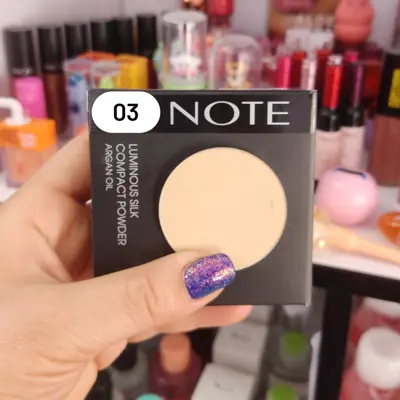 03 NOTE
LUMINOUS SILK
COMPACT POWDER
ARGAN OIL